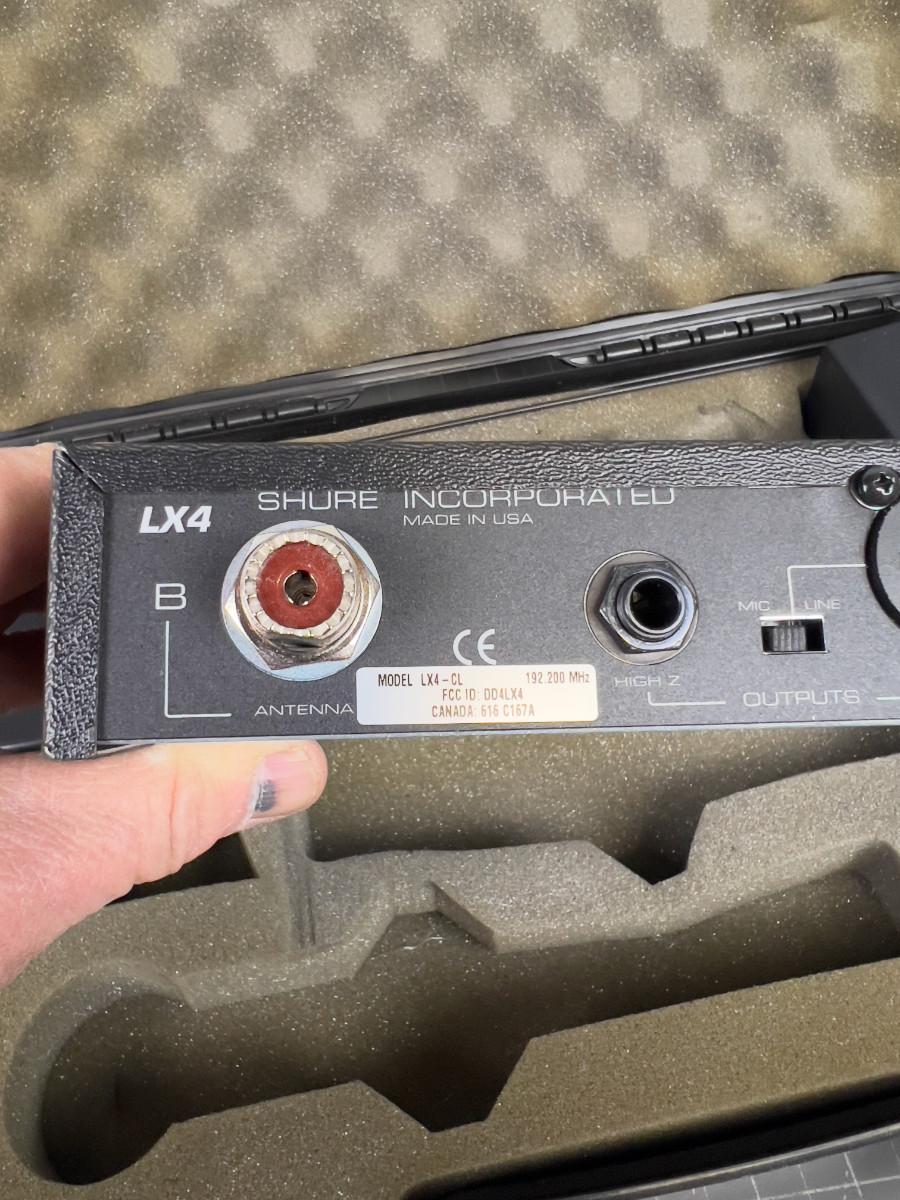 LX4
SHURE INCORPORATED
MADE IN USA
B
ANTENNA
CE
MODEL LX4-CL 192.200 MHz
FCC ID: DD4LX4
CANADA: 616 C167A
HIGH Z
MIC LINE
OUTPUTS